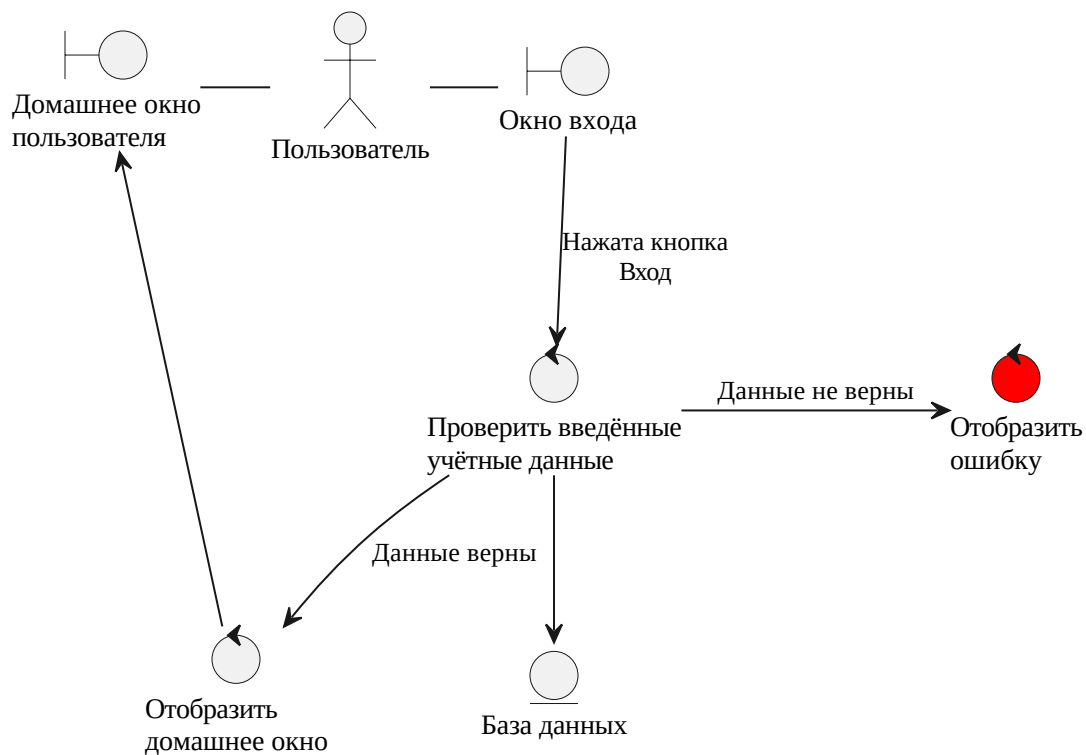 Домашнее окно
пользователя
Пользователь
Окно входа
Нажата кнопка
Вход
Данные не верны
Проверить введённые
учётные данные
Отобразить
ошибку
Данные верны
Отобразить
домашнее окно
База данных